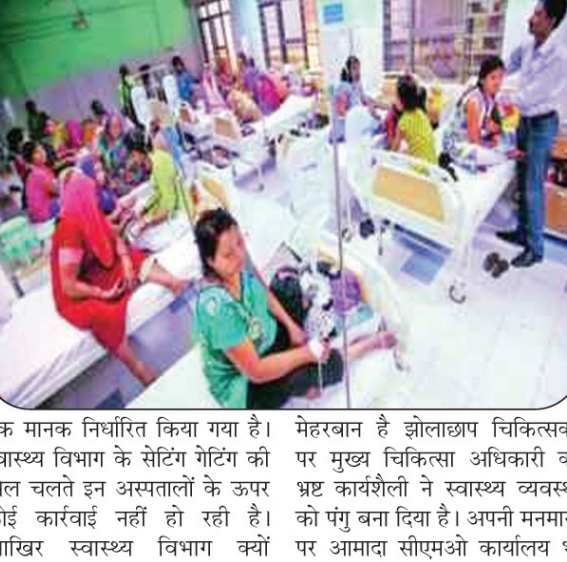 क मानक निर्धारित किया गया है।
वास्थ्य विभाग के सेटिंग गेटिंग की
ल चलते इन अस्पतालों के ऊपर
ोई कार्रवाई नहीं हो रही है।
ाखिर स्वास्थ्य विभाग क्यों
मेहरबान है झोलाछाप चिकित्सक
पर मुख्य चिकित्सा अधिकारी क
भ्रष्ट कार्यशैली ने स्वास्थ्य व्यवस्थ
को पंगु बना दिया है। अपनी मनमान
पर आमादा सीएमओ कार्यालय भ